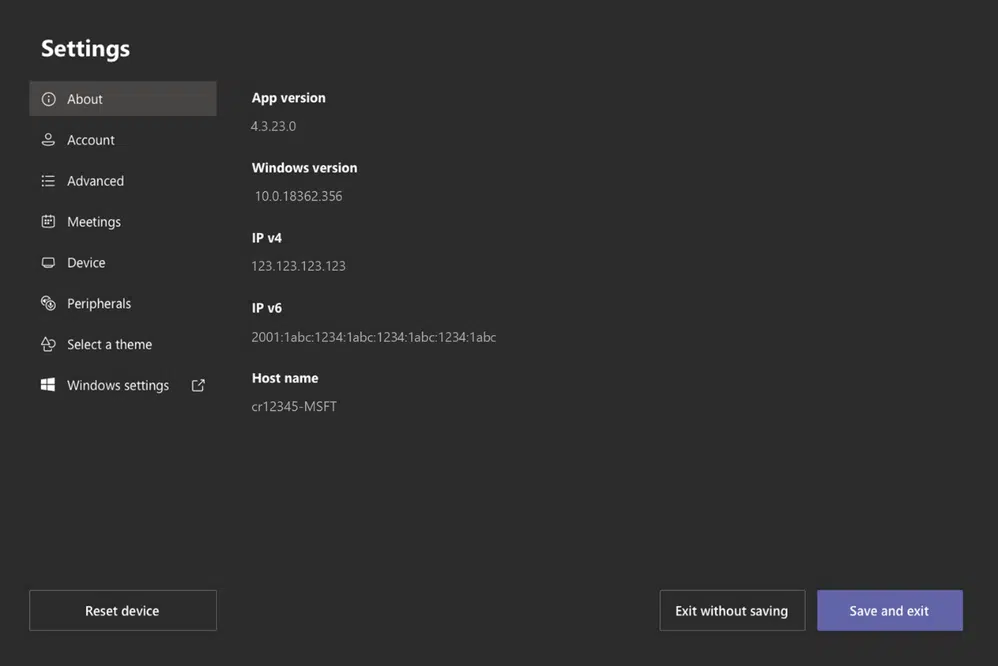 Settings
About
Account
Advanced
Meetings
Device
Peripherals
Select a theme
Windows settings
App version
4.3.23.0
Windows version
10.0.18362.356
IP v4
123.123.123.123
IP v6
2001:1abc:1234:1abc:1234:1abc:1234:1abc
Host name
cr12345-MSFT
Reset device
Exit without saving
Save and exit